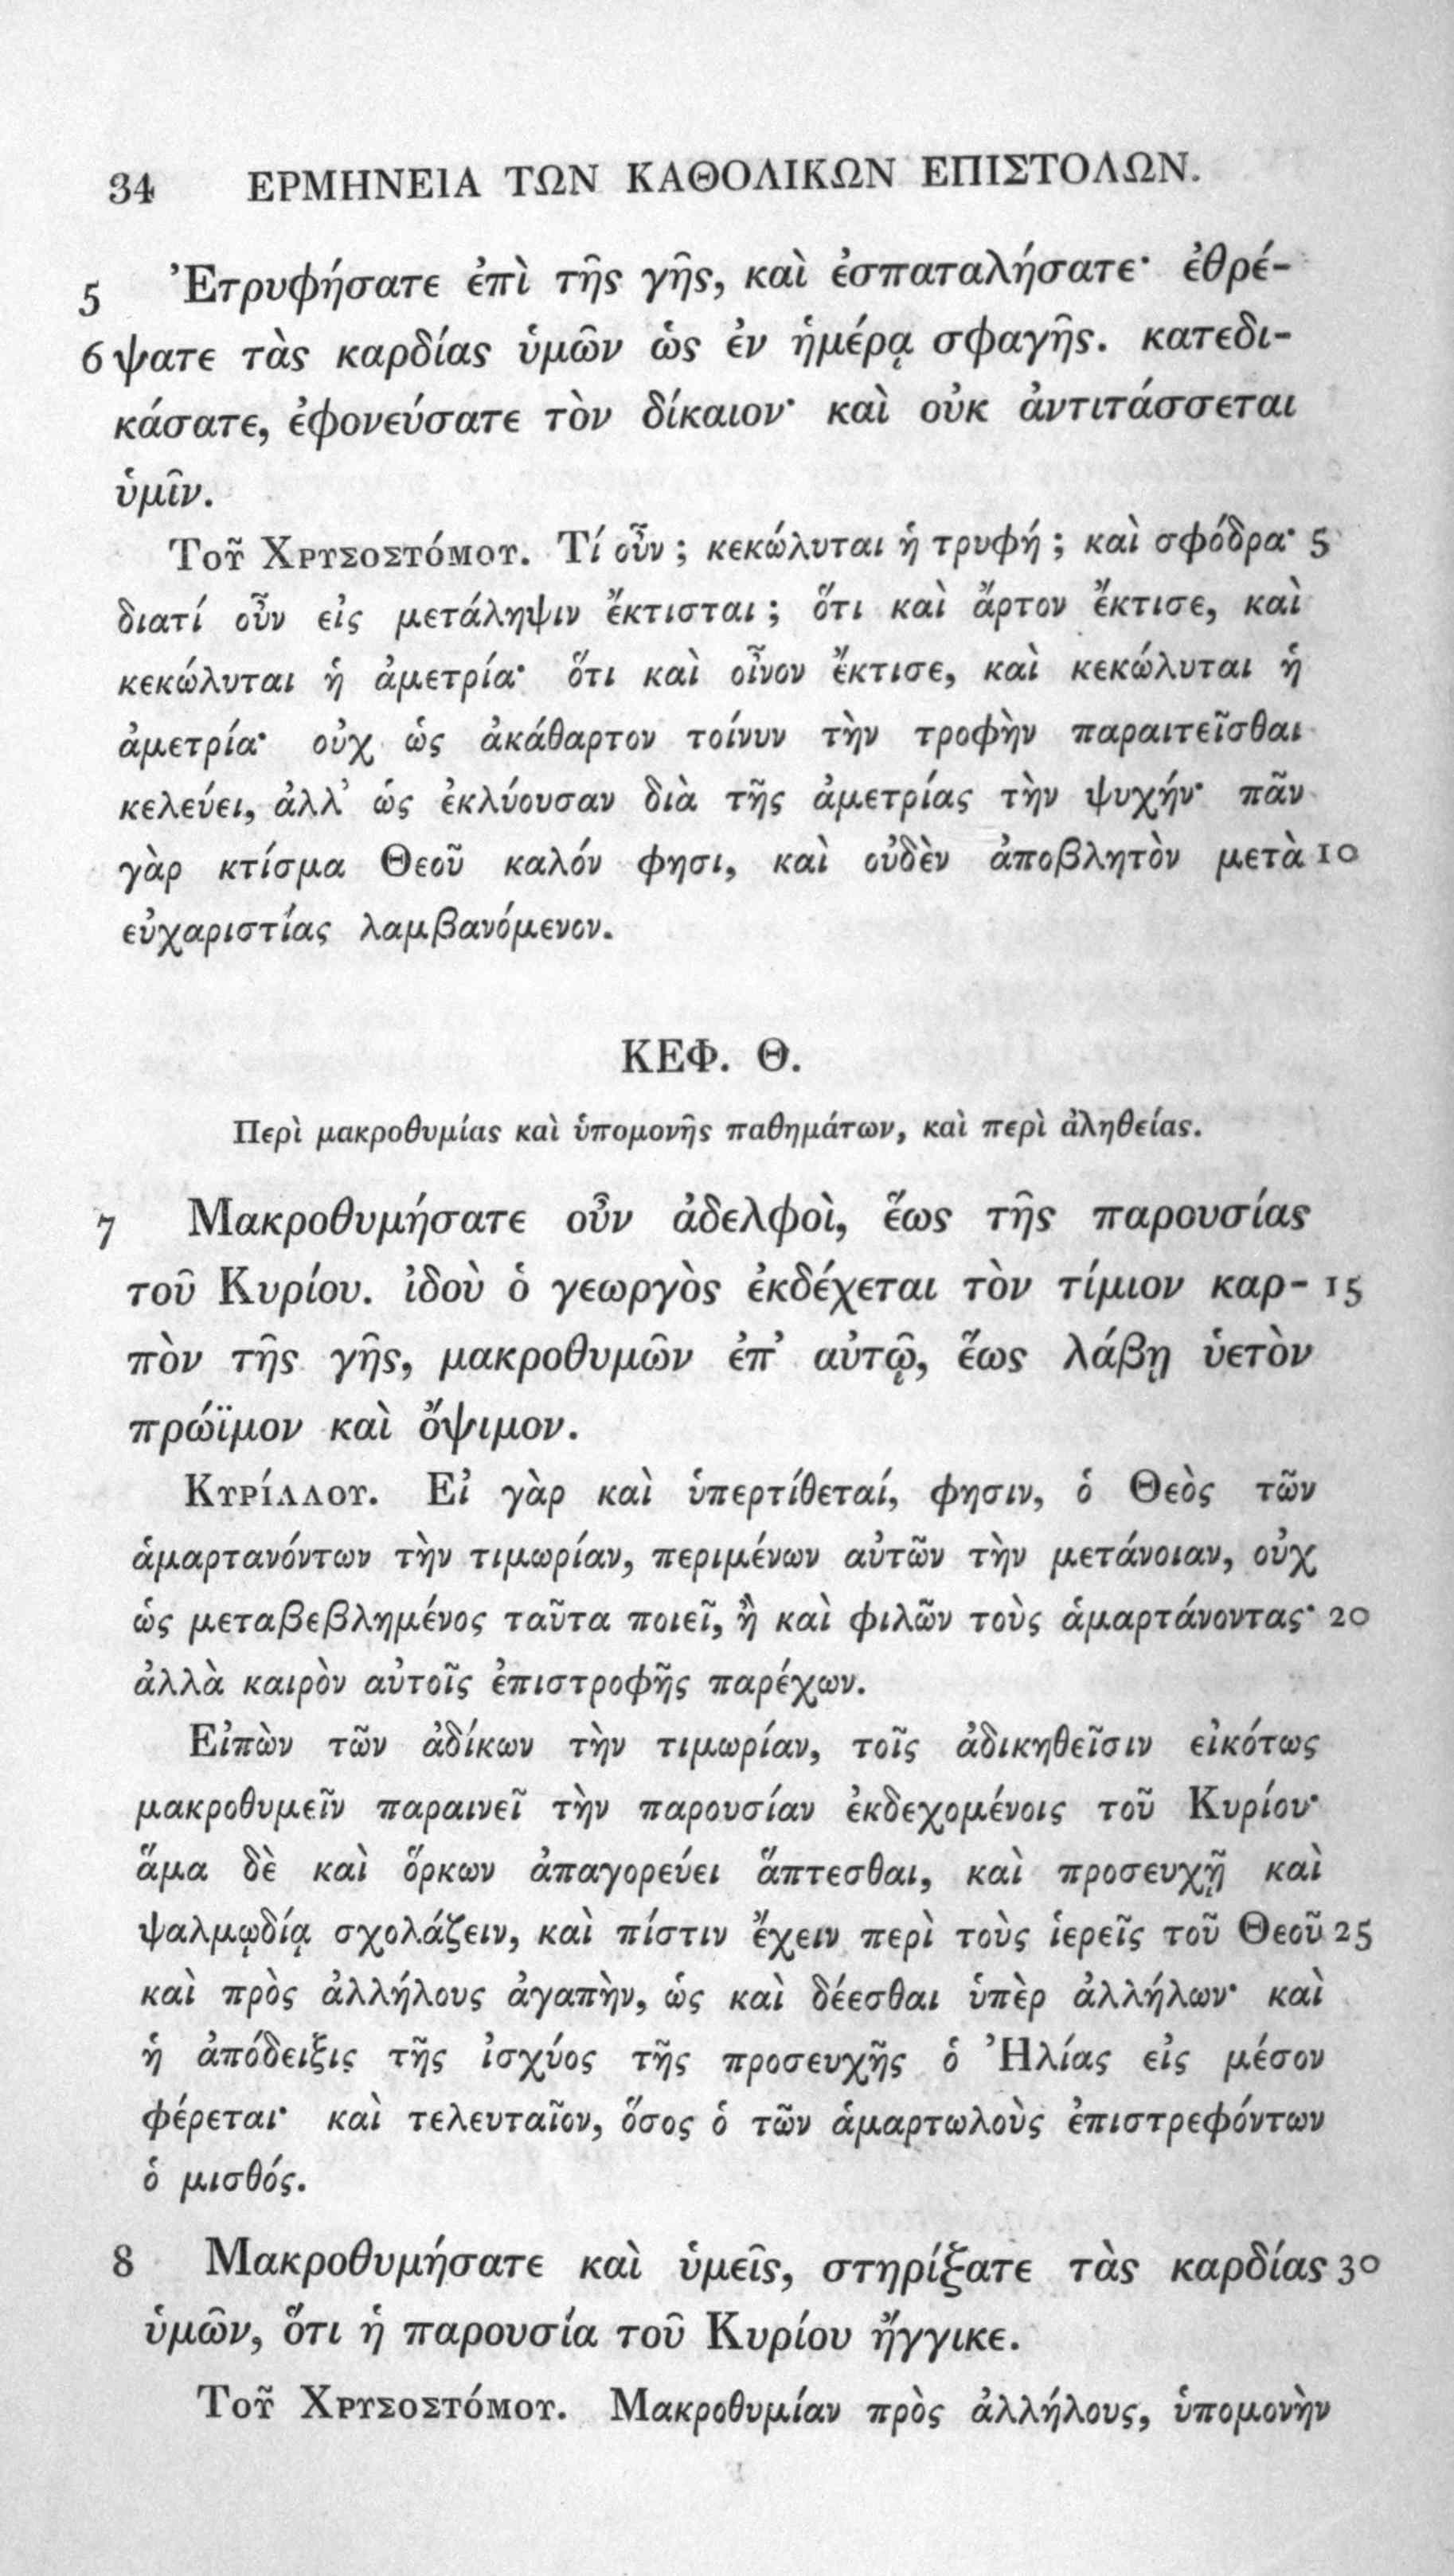 34 ΕΡΜΗΝΕΙΑ ΤΩΝ ΚΑΘΟΛΙΚΩΝ ΕΠΙΣΤΟΛΩΝ.
5 Ἐτρυφήσατε ἐπὶ τῆς γῆς, καὶ ἐσπαταλήσατε· ἐθρέ-
6 ψατε τὰς καρδίας ὑμῶν ὡς ἐν ἡμέρᾳ σφαγῆς. κατεδι-
κάσατε, ἐφονεύσατε τὸν δίκαιον· καὶ οὐκ ἀντιτάσσεται
ὑμῖν.
Τοῦ Χρυσοστόμου. Τί οὖν; κεκώλυται ἡ τρυφή; καὶ σφόδρα· 5
διατί οὖν εἰς μετάληψιν ἔκτισται; ὅτι καὶ ἄρτον ἔκτισε, καὶ
κεκώλυται ἡ ἀμετρία· ὅτι καὶ οἶνον ἔκτισε, καὶ κεκώλυται ἡ
ἀμετρία· οὐχ ὡς ἀκάθαρτον τοίνυν τὴν τροφὴν παραιτεῖσθαι
κελεύει, ἀλλ’ ὡς ἐκλύουσαν διὰ τῆς ἀμετρίας τὴν ψυχήν· πᾶν
γὰρ κτίσμα Θεοῦ καλόν φησι, καὶ οὐδὲν ἀποβλητὸν μετὰ 10
εὐχαριστίας λαμβανόμενον.
ΚΕΦ. Θ.
Περὶ μακροθυμίας καὶ ὑπομονῆς παθημάτων, καὶ περὶ ἀληθείας.
7 Μακροθυμήσατε οὖν ἀδελφοὶ, ἕως τῆς παρουσίας
τοῦ Κυρίου. ἰδοὺ ὁ γεωργὸς ἐκδέχεται τὸν τίμιον καρ- 15
πὸν τῆς γῆς, μακροθυμῶν ἐπ’ αὐτῷ, ἕως λάβῃ ὑετὸν
πρώϊμον καὶ ὄψιμον.
Κυρίλλου. Εἰ γὰρ καὶ ὑπερτίθεταί, φησιν, ὁ Θεὸς τῶν
ἁμαρτανόντων τὴν τιμωρίαν, περιμένων αὐτῶν τὴν μετάνοιαν, οὐχ
ὡς μεταβεβλημένος ταῦτα ποιεῖ, ἢ καὶ φιλῶν τοὺς ἁμαρτάνοντας· 20
ἀλλὰ καιρὸν αὐτοῖς ἐπιστροφῆς παρέχων.
Εἰπὼν τῶν ἀδίκων τὴν τιμωρίαν, τοῖς ἀδικηθεῖσιν εἰκότως
μακροθυμεῖν παραινεῖ τὴν παρουσίαν ἐκδεχομένοις τοῦ Κυρίου·
ἅμα δὲ καὶ ὅρκων ἀπαγορεύει ἅπτεσθαι, καὶ προσευχῇ καὶ
ψαλμῳδίᾳ σχολάζειν, καὶ πίστιν ἔχειν περὶ τοὺς ἱερεῖς τοῦ Θεοῦ 25
καὶ πρὸς ἀλλήλους ἀγαπὴν, ὡς καὶ δέεσθαι ὑπὲρ ἀλλήλων· καὶ
ἡ ἀπόδειξις τῆς ἰσχύος τῆς προσευχῆς ὁ Ἠλίας εἰς μέσον
φέρεται· καὶ τελευταῖον, ὅσος ὁ τῶν ἁμαρτωλοὺς ἐπιστρεφόντων
ὁ μισθός.
8 Μακροθυμήσατε καὶ ὑμεῖς, στηρίξατε τὰς καρδίας 30
ὑμῶν, ὅτι ἡ παρουσία τοῦ Κυρίου ἤγγικε.
Τοῦ Χρυσοστόμου. Μακροθυμίαν πρὸς ἀλλήλους, ὑπομονὴν